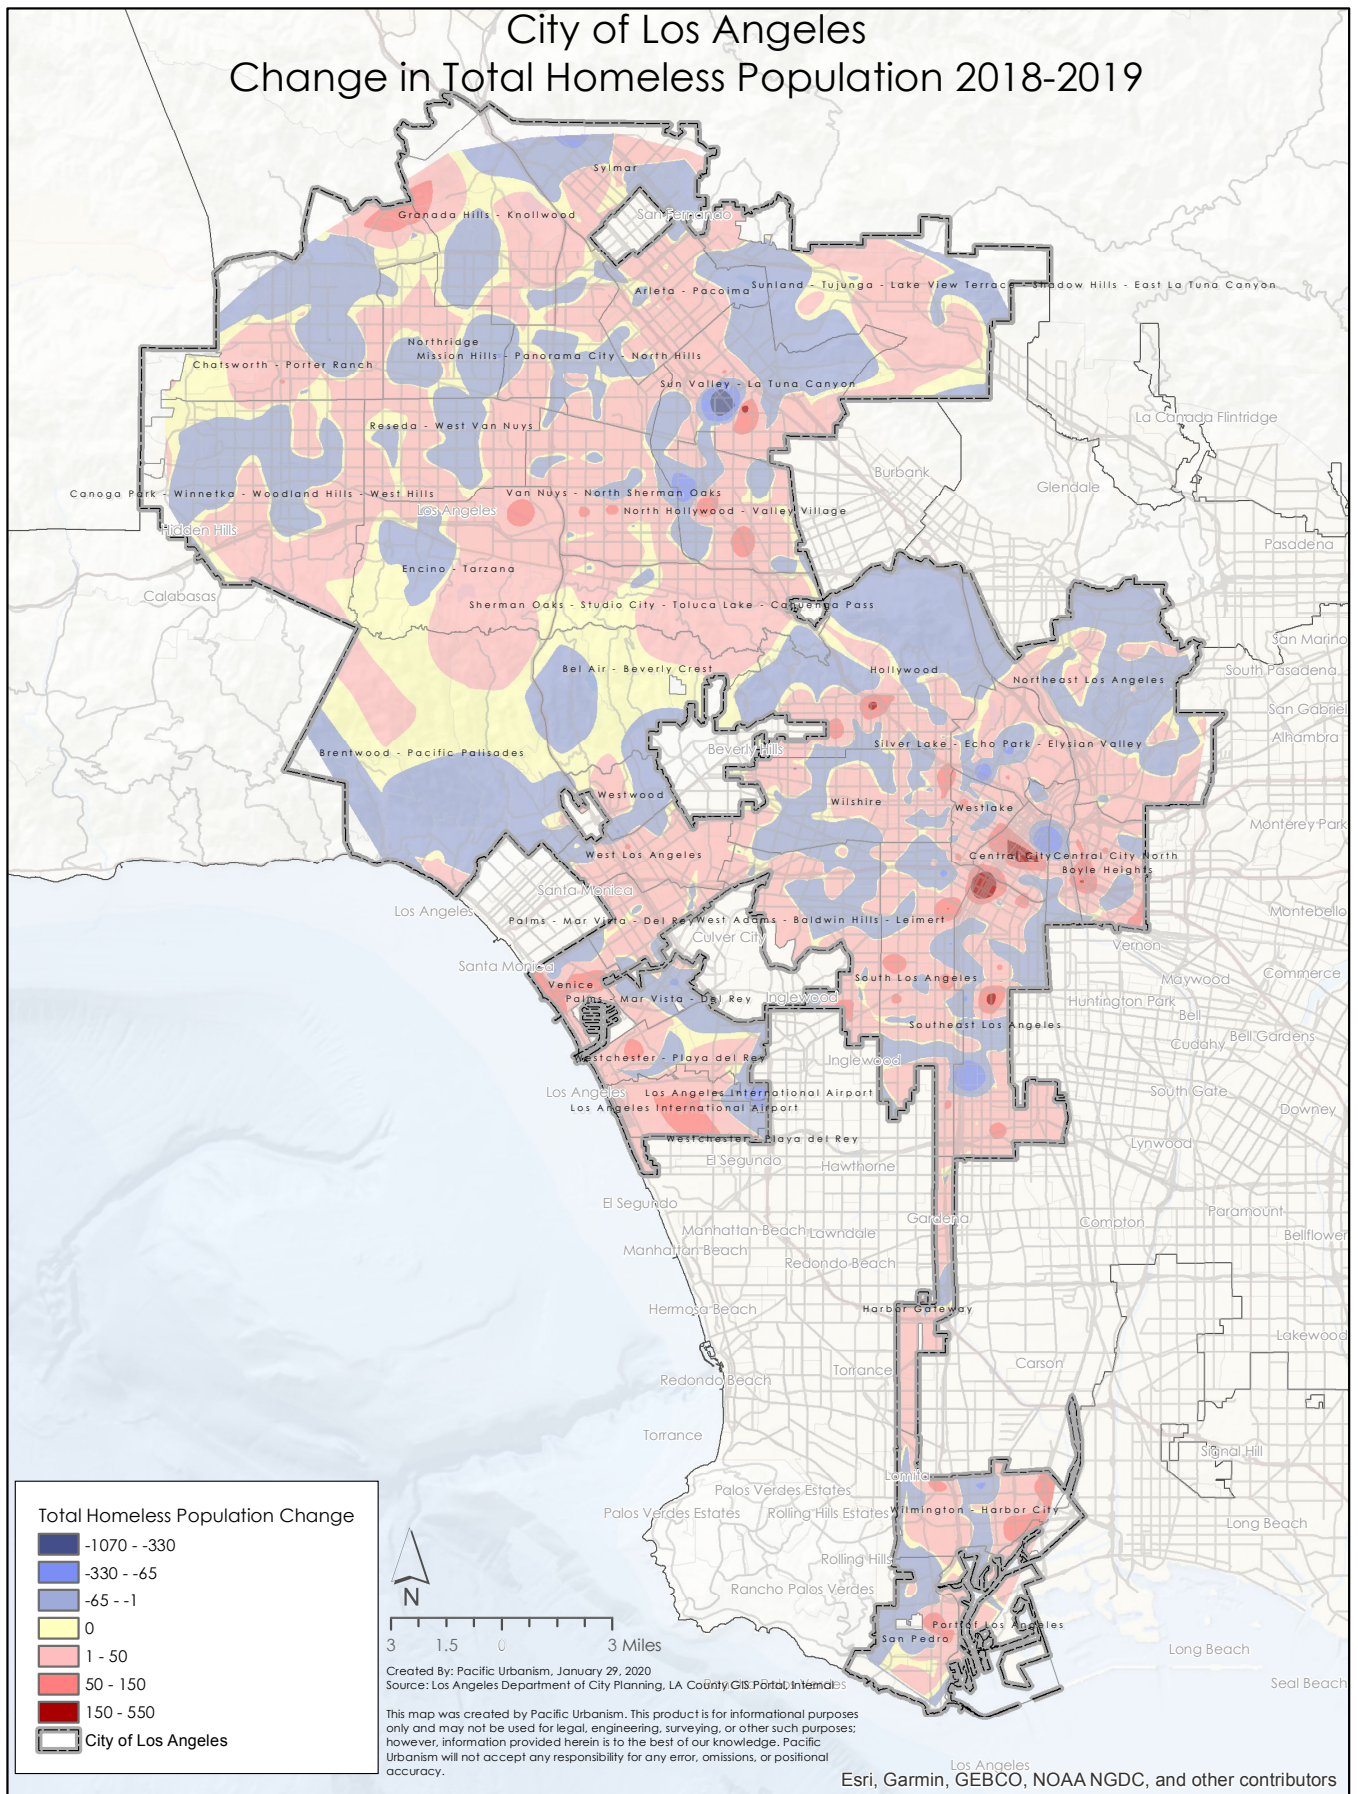 City of Los Angeles
Change in Total Homeless Population 2018-2019
Sylmar
Granada Hills - Knollwood
San Fernando
Arleta - Pacoima
Sunland - Tujunga - Lake View Terrace - Shadow Hills - East La Tuna Canyon
Northridge
Mission Hills - Panorama City - North Hills
Chatsworth - Porter Ranch
Sun Valley - La Tuna Canyon
La Canada Flintridge
Reseda - West Van Nuys
Burbank
Glendale
Canoga Park - Winnetka - Woodland Hills - West Hills
Van Nuys - North Sherman Oaks
Los Angeles
North Hollywood - Valley Village
Hidden Hills
Pasadena
Encino - Tarzana
Calabasas
Sherman Oaks - Studio City - Toluca Lake - Cahuenga Pass
San Marino
Bel Air - Beverly Crest
Hollywood
South Pasadena
Northeast Los Angeles
San Gabriel
Alhambra
Brentwood - Pacific Palisades
Beverly Hills
Silver Lake - Echo Park - Elysian Valley
Westwood
Wilshire
Westlake
Monterey Park
West Los Angeles
Central City
Central City North
Boyle Heights
Santa Monica
Los Angeles
Palms - Mar Vista - Del Rey
West Adams - Baldwin Hills - Leimert
Montebello
Culver City
Vernon
Santa Monica
Venice
South Los Angeles
Maywood
Commerce
Palms - Mar Vista - Del Rey
Inglewood
Huntington Park
Bell
Southeast Los Angeles
Bell Gardens
Cudahy
Westchester - Playa del Rey
Inglewood
Los Angeles
Los Angeles International Airport
South Gate
Los Angeles International Airport
Downey
Westchester - Playa del Rey
Lynwood
El Segundo
Hawthorne
El Segundo
Paramount
Gardena
Compton
Manhattan Beach
Lawndale
Bellflower
Manhattan Beach
Redondo Beach
Hermosa Beach
Harbor Gateway
Lakewood
Carson
Torrance
Redondo Beach
Torrance
Signal Hill
Lomita
Palos Verdes Estates
Palos Verdes Estates
Rolling Hills Estates
Wilmington - Harbor City
Long Beach
Rolling Hills
Rancho Palos Verdes
Port of Los Angeles
San Pedro
Long Beach
Seal Beach
Los Angeles
Total Homeless Population Change
-1070 - -330
-330 - -65
-65 - -1
0
1 - 50
50 - 150
150 - 550
City of Los Angeles
N
3 1.5 0 3 Miles
Created By: Pacific Urbanism, January 29, 2020
Source: Los Angeles Department of City Planning, LA County GIS Portal, Internal
This map was created by Pacific Urbanism. This product is for informational purposes
only and may not be used for legal, engineering, surveying, or other such purposes;
however, information provided herein is to the best of our knowledge. Pacific
Urbanism will not accept any responsibility for any error, omissions, or positional
accuracy.
Esri, Garmin, GEBCO, NOAA NGDC, and other contributors